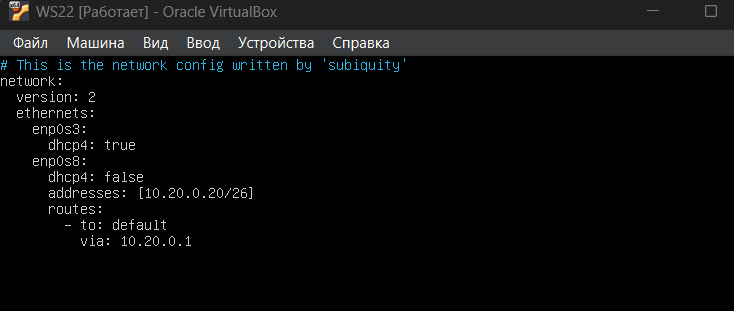 WS22 [Работает] - Oracle VirtualBox
Файл Машина Вид Ввод Устройства Справка
# This is the network config written by 'subiquity'
network:
  version: 2
  ethernets:
    enp0s3:
      dhcp4: true
    enp0s8:
      dhcp4: false
      addresses: [10.20.0.20/26]
      routes:
        - to: default
          via: 10.20.0.1